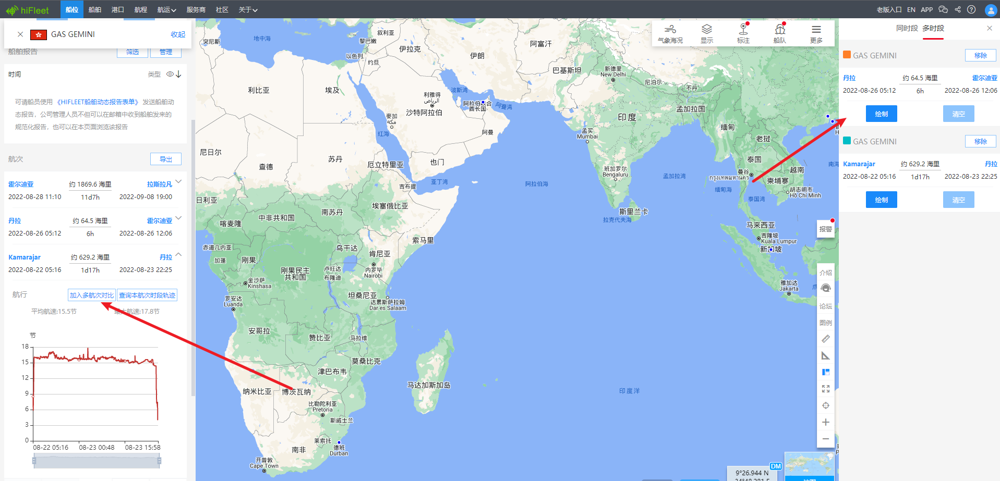 hiFleet
船位
船舶
港口
航程
航运
服务商
社区
关于
老版入口
EN
APP
GAS GEMINI
收起
船舶报告
筛选
管理
时间
类型
可请船员使用 《HIFLEET船舶动态报告表单》 发送船舶动
态报告，公司管理人员不但可以在邮箱中收到船舶发来的
规范化报告，也可以在本页面浏览该报告
航次
导出
霍尔迪亚
约 1869.6 海里
拉斯拉凡
2022-08-28 11:10
11d7h
2022-09-08 19:00
丹拉
约 64.5 海里
霍尔迪亚
2022-08-26 05:12
6h
2022-08-26 12:06
Kamarajar
约 629.2 海里
丹拉
2022-08-22 05:16
1d17h
2022-08-23 22:25
航行
加入多航次对比
查询本航次时段轨迹
平均航速:15.5节
航速:17.8节
节
18
15
12
9
6
3
0
08-22 05:16
08-23 00:48
08-23 15:58
突尼斯
地中海
黎巴嫩
叙利亚
以色列
约旦
伊拉克
伊朗
阿富汗
巴基斯坦
新德里
New Delhi
尼泊尔
不丹
利比亚
埃及
利雅得
الرياض
沙特阿拉伯
波斯湾
阿拉伯联合
酋长国
阿曼湾
麥加
مكة
红海
阿曼
印度
孟加拉国
缅甸
孟买
Mumbai
老挝
尼日尔
查德
苏丹
厄立特里亚
也门
泰国
越南
南海
亚丁湾
吉布提
阿拉伯海
班加罗尔
Bengaluru
孟加拉湾
曼谷
กรุงเทพมหานคร
柬埔寨
缅甸海
胡志明市
Hồ Chí Minh
泰国湾
日利亚
中非共和国
南苏丹
埃塞俄比亚
喀麦隆
斯里兰卡
拉克代夫海
马来西亚
索马里
赤道几内亚
乌干达
吉隆坡
Kuala Lumpur
新加坡
加蓬
刚果
肯尼亚
刚果民主
共和国
卢旺达
布隆迪
内罗毕
Nairobi
金沙萨
Kinshasa
雅加达
Jakarta
罗安达
Luanda
坦桑尼亚
达累斯萨拉姆
Dar es Salaam
安哥拉
赞比亚
马拉维
莫桑比克
津巴布韦
马达加斯加岛
纳米比亚
博茨瓦纳
印度洋
比勒陀利亚
Pretoria
斯威士兰
莱索托
德班
Durban
南非
开普敦
Cape Town
气象海况
显示
标注
船队
更多
报警
介绍
论坛
图例
DM
9°26.944 N
地图
同时段
多时段
GAS GEMINI
移除
丹拉
约 64.5 海里
霍尔迪亚
2022-08-26 05:12
6h
2022-08-26 12:06
绘制
清空
GAS GEMINI
移除
Kamarajar
约 629.2 海里
丹拉
2022-08-22 05:16
1d17h
2022-08-23 22:25
绘制
清空